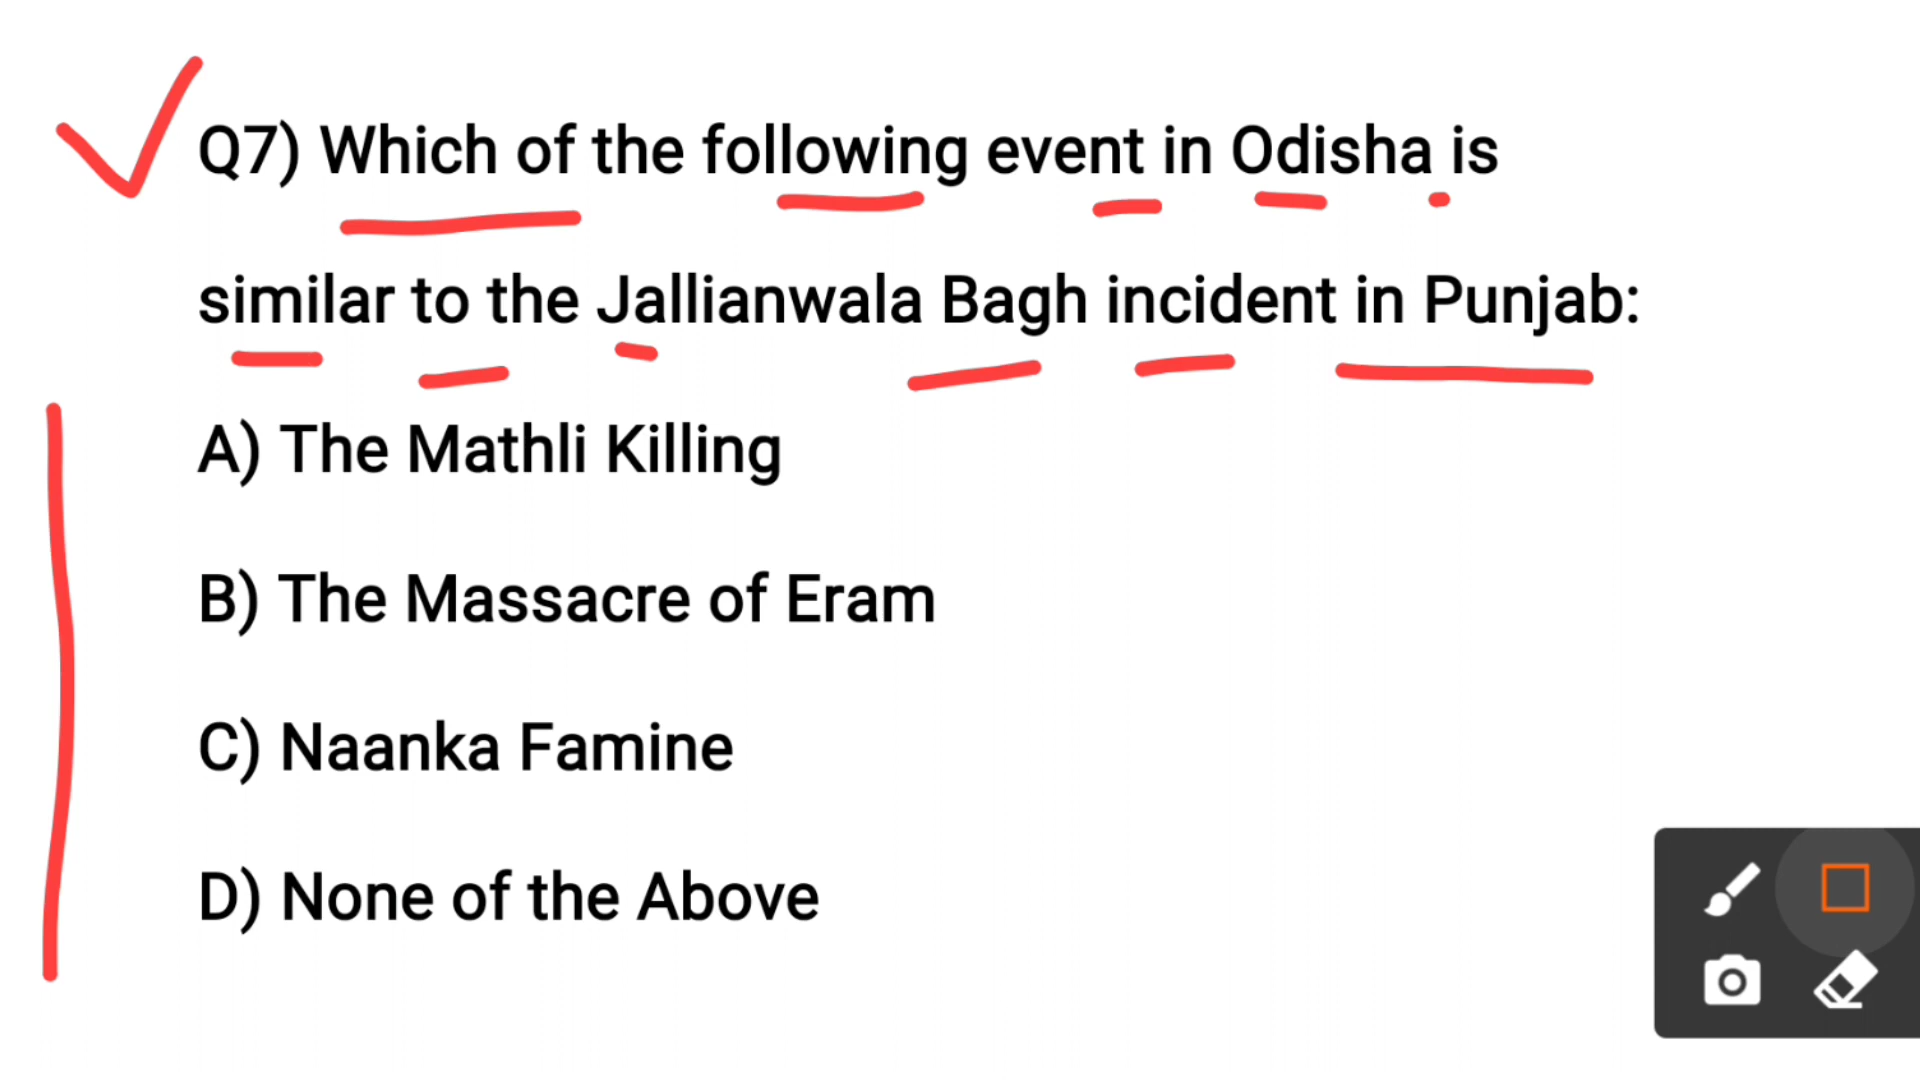 Q7) Which of the following event in Odisha is
similar to the Jallianwala Bagh incident in Punjab:
A) The Mathli Killing
B) The Massacre of Eram
C) Naanka Famine
D) None of the Above